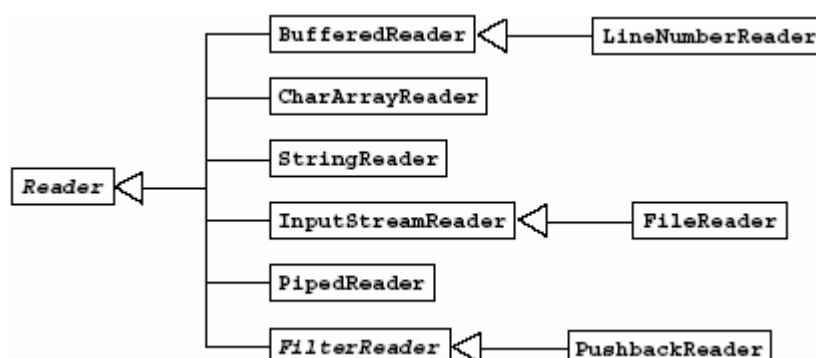 BufferedReader
LineNumberReader
CharArrayReader
StringReader
Reader
InputStreamReader
FileReader
PipedReader
FilterReader
PushbackReader